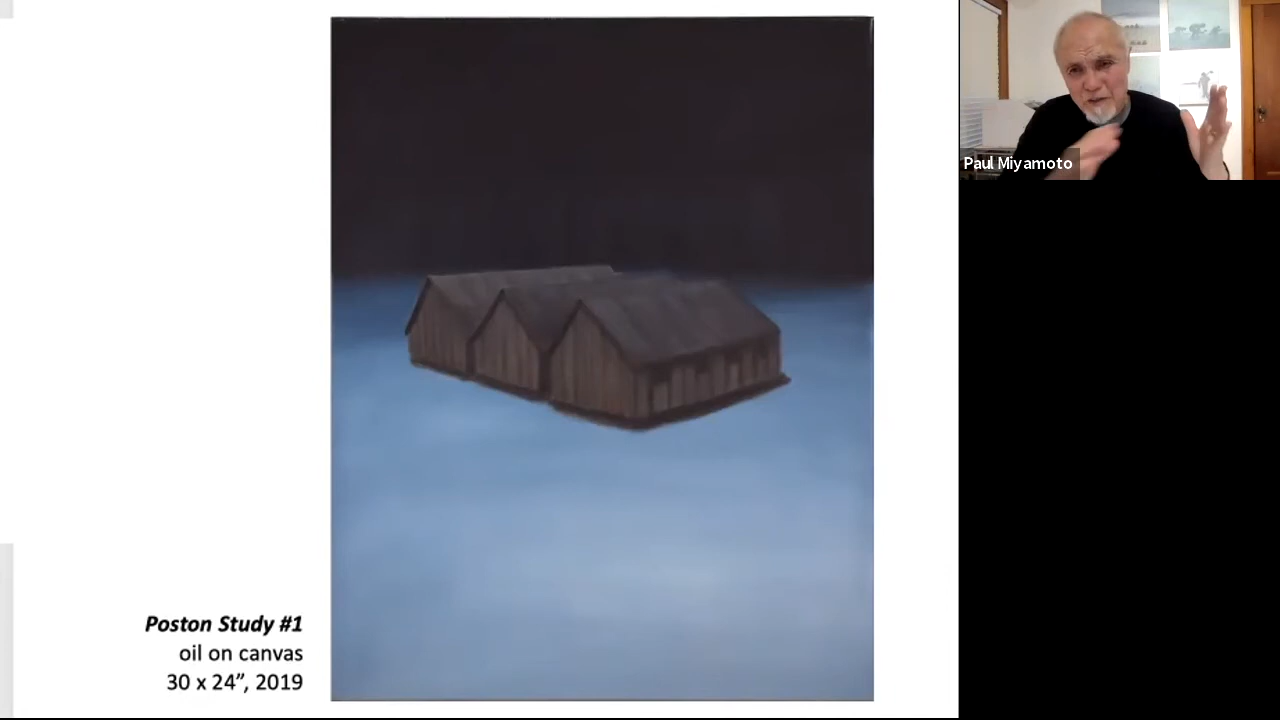 Paul Miyamoto
Poston Study #1
oil on canvas
30 x 24”, 2019